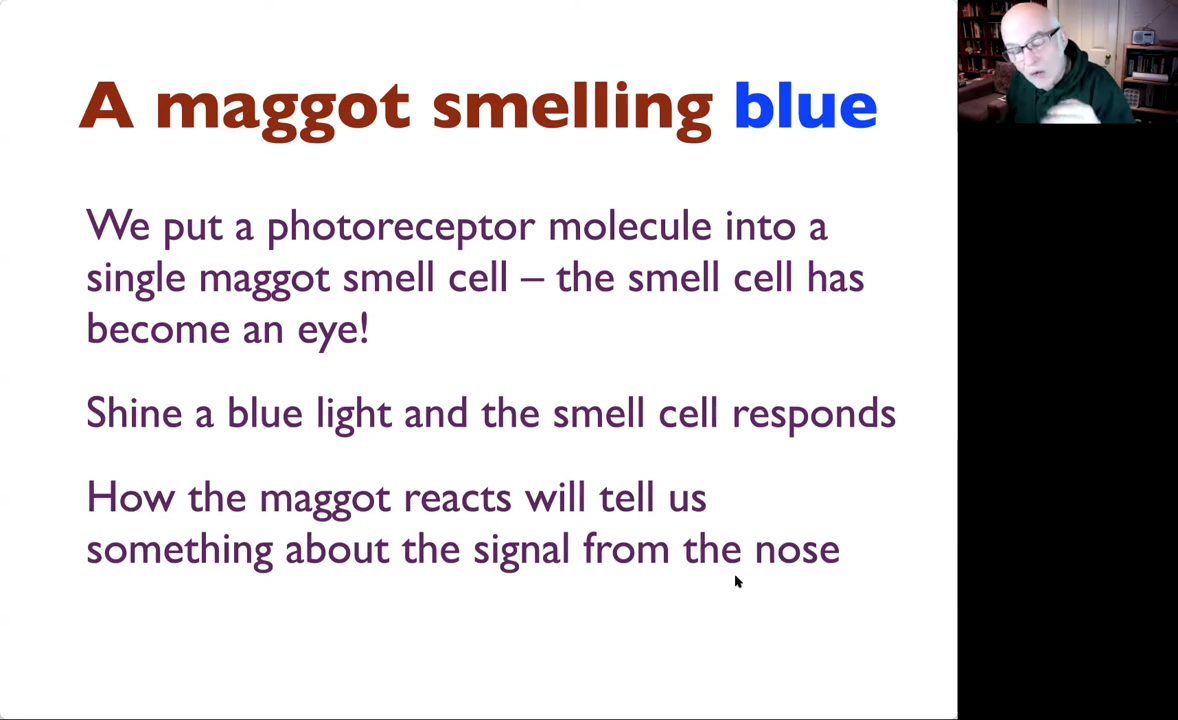 A maggot smelling blue
We put a photoreceptor molecule into a
single maggot smell cell – the smell cell has
become an eye!
Shine a blue light and the smell cell responds
How the maggot reacts will tell us
something about the signal from the nose